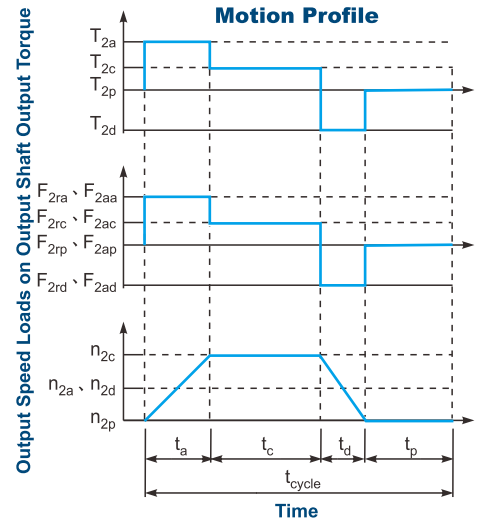 Motion Profile
Output Speed Loads on Output Shaft Output Torque
T2a
T2c
T2p
T2d
F2ra、F2aa
F2rc、F2ac
F2rp、F2ap
F2rd、F2ad
n2c
n2a、n2d
n2p
ta
tc
td
tp
tcycle
Time